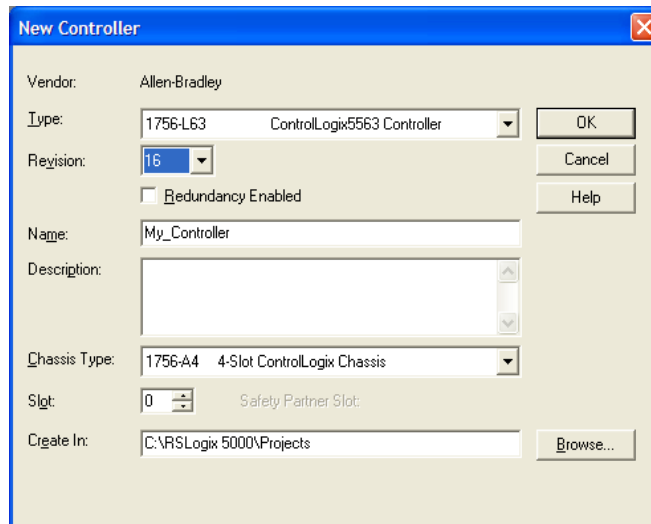 New Controller
Vendor: Allen-Bradley
Type: 1756-L63 ControlLogix5563 Controller OK
Revision: 16 Cancel
Redundancy Enabled Help
Name: My_Controller
Description:
Chassis Type: 1756-A4 4-Slot ControlLogix Chassis
Slot: 0 Safety Partner Slot:
Create In: C:\RSLogix 5000\Projects Browse...